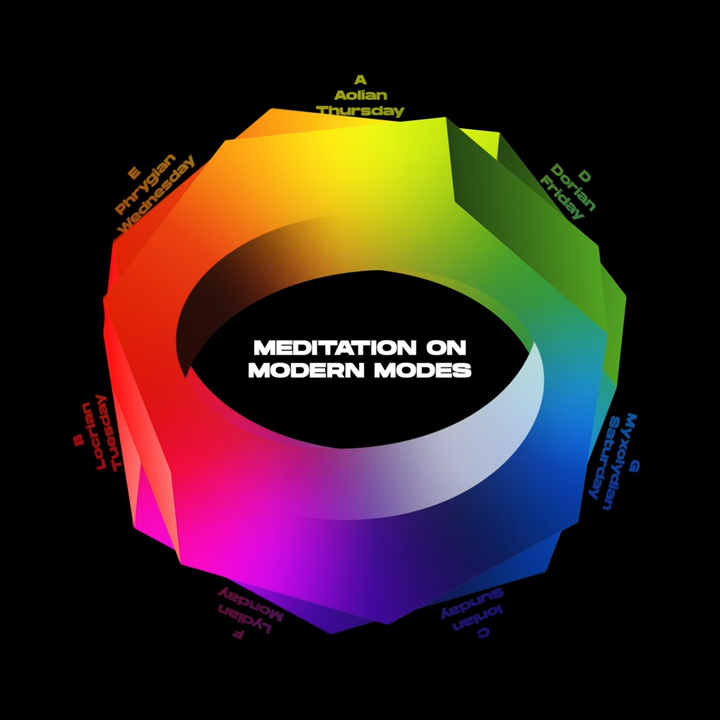 A
Aolian
Thursday
D
Dorian
Friday
G
Myxolydian
Saturday
C
Ionian
Sunday
F
Lydian
Monday
B
Locrian
Tuesday
E
Phrygian
Wednesday
MEDITATION ON
MODERN MODES